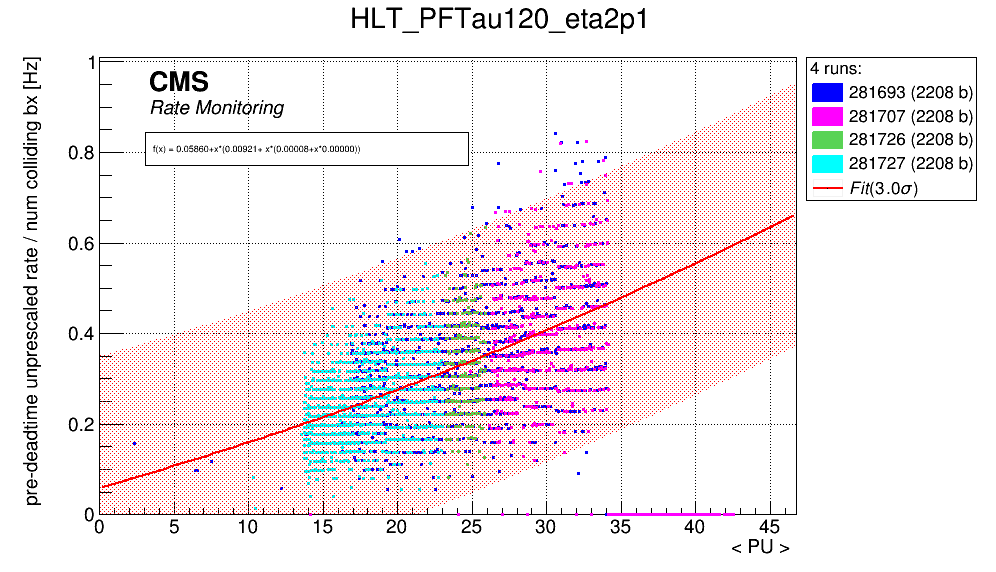 HLT_PFTau120_eta2p1
pre-deadtime unprescaled rate / num colliding bx [Hz]
1
0.8
0.6
0.4
0.2
0
CMS
Rate Monitoring
f(x) = 0.05860+x*(0.00921+ x*(0.00008+x*0.00000))
4 runs:
281693 (2208 b)
281707 (2208 b)
281726 (2208 b)
281727 (2208 b)
Fit(3.0σ)
0 5 10 15 20 25 30 35 40 45
< PU >